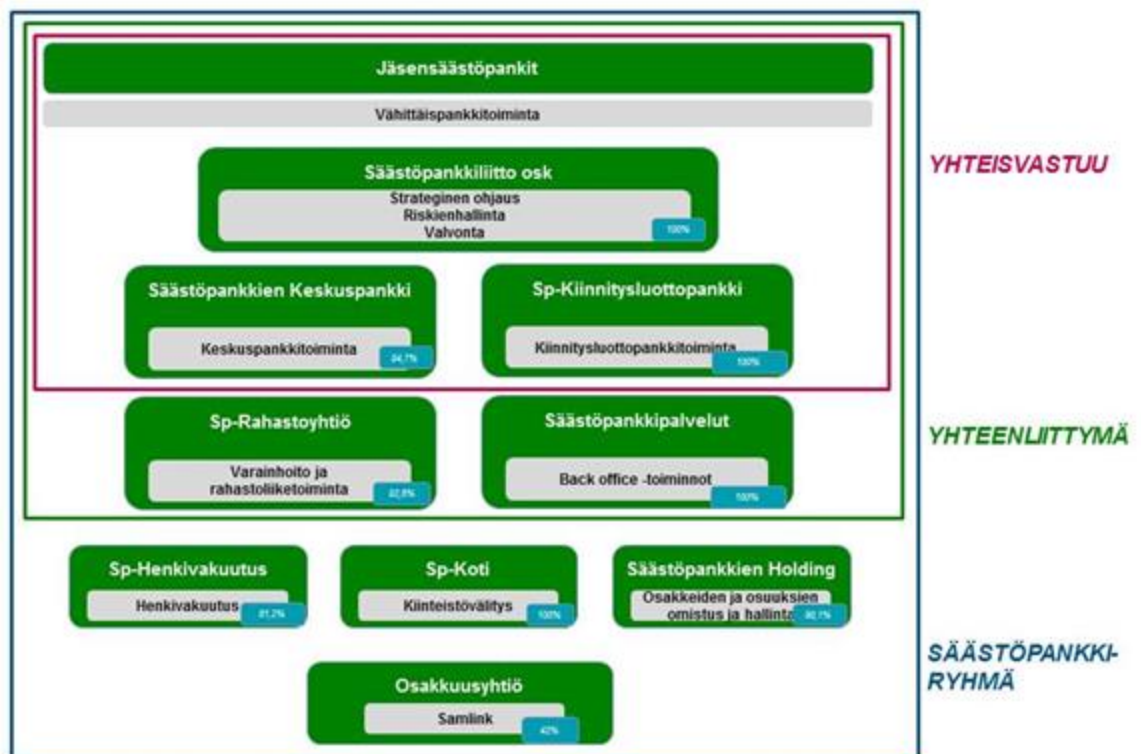 Jäsensäästöpankit
Vähittäispankkitoiminta
YHTEISVASTUU
Säästöpankkiliitto osk
Strateginen ohjaus
Riskienhallinta
Valvonta
100%
Säästöpankkien Keskuspankki
Keskuspankkitoiminta
Sp-Kiinnitysluottopankki
Kiinnitysluottopankkitoiminta
100%
YHTEENLIITTYMÄ
Sp-Rahastoyhtiö
Varainhoito ja
rahastoliiketoiminta
Säästöpankkipalvelut
Back office -toiminnot
100%
Sp-Henkivakuutus
Henkivakuutus
Sp-Koti
Kiinteistövälitys
100%
Säästöpankkien Holding
Osakkeiden ja osuuksien
omistus ja hallinta
SÄÄSTÖPANKKI-
RYHMÄ
Osakkuusyhtiö
Samlink
42%